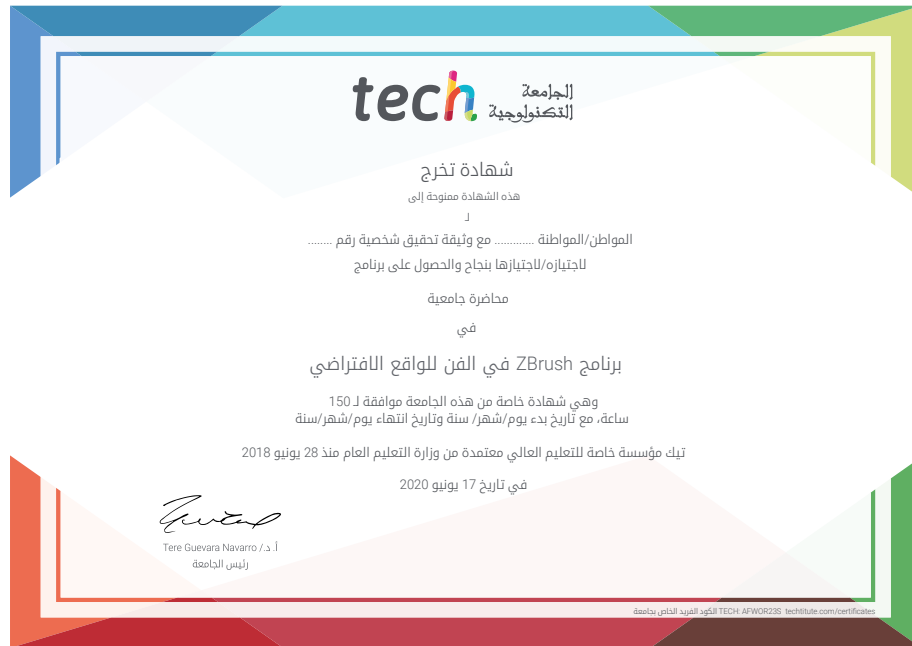 tech الجامعة
التكنولوجية
شهادة تخرج
هذه الشهادة ممنوحة إلى
لـ
المواطن/المواطنة ............ مع وثيقة تحقيق شخصية رقم ........
لاجتيازه/لاجتيازها بنجاح والحصول على برنامج
محاضرة جامعية
في
برنامج ZBrush في الفن للواقع الافتراضي
وهي شهادة خاصة من هذه الجامعة موافقة لـ 150
ساعة، مع تاريخ بدء يوم/شهر/ سنة وتاريخ انتهاء يوم/شهر/سنة
تيك مؤسسة خاصة للتعليم العالي معتمدة من وزارة التعليم العام منذ 28 يونيو 2018
في تاريخ 17 يونيو 2020
أ.د./ Tere Guevara Navarro
رئيس الجامعة
الكود الفريد الخاص بجامعة TECH: AFWOR23S techtitute.com/certificates